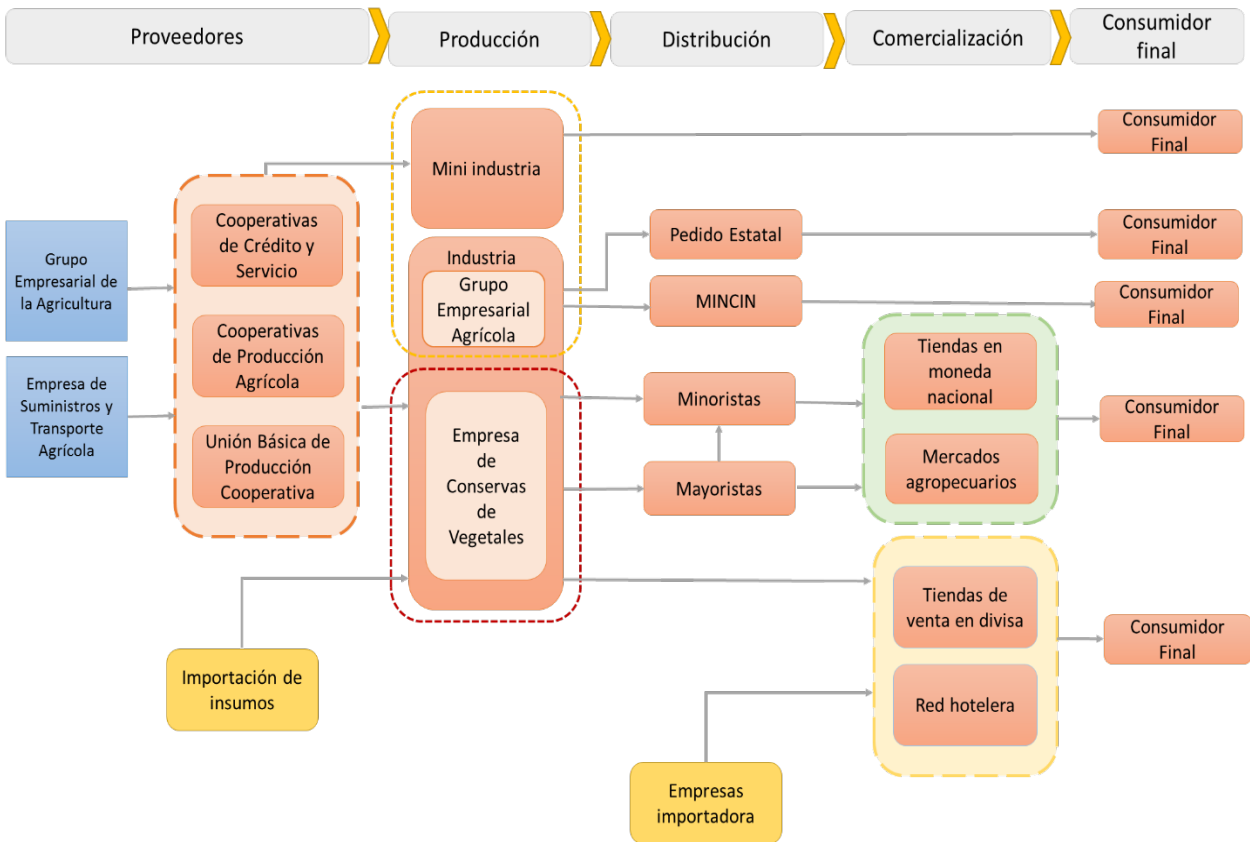 Proveedores
Producción
Distribución
Comercialización
Consumidor
final
Grupo
Empresarial de
la Agricultura
Empresa de
Suministros y
Transporte
Agrícola
Cooperativas
de Crédito y
Servicio
Cooperativas
de Producción
Agrícola
Unión Básica de
Producción
Cooperativa
Importación de
insumos
Mini industria
Industria
Grupo
Empresarial
Agrícola
Empresa
de
Conservas
de
Vegetales
Pedido Estatal
MINCIN
Minoristas
Mayoristas
Empresas
importadora
Tiendas en
moneda
nacional
Mercados
agropecuarios
Tiendas de
venta en divisa
Red hotelera
Consumidor
Final
Consumidor
Final
Consumidor
Final
Consumidor
Final
Consumidor
Final